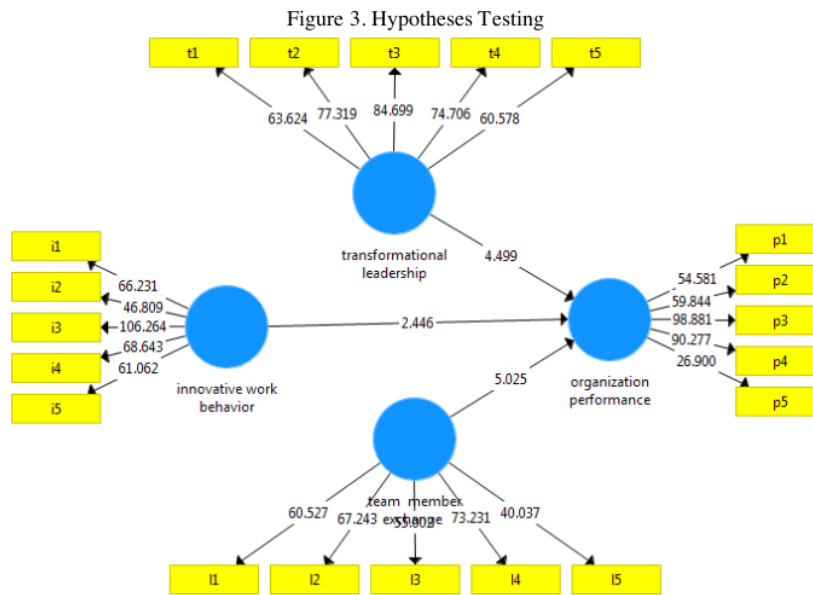 Figure 3. Hypotheses Testing
t1
t2
t3
t4
t5
63.624
77.319
84.699
74.706
60.578
transformational
leadership
4.499
i1
i2
i3
i4
i5
66.231
46.809
106.264
68.643
61.062
innovative work
behavior
2.446
p1
p2
p3
p4
p5
54.581
59.844
98.881
90.277
26.900
organization
performance
5.025
team member
exchange
60.527
67.243
73.231
40.037
l1
l2
l3
l4
l5